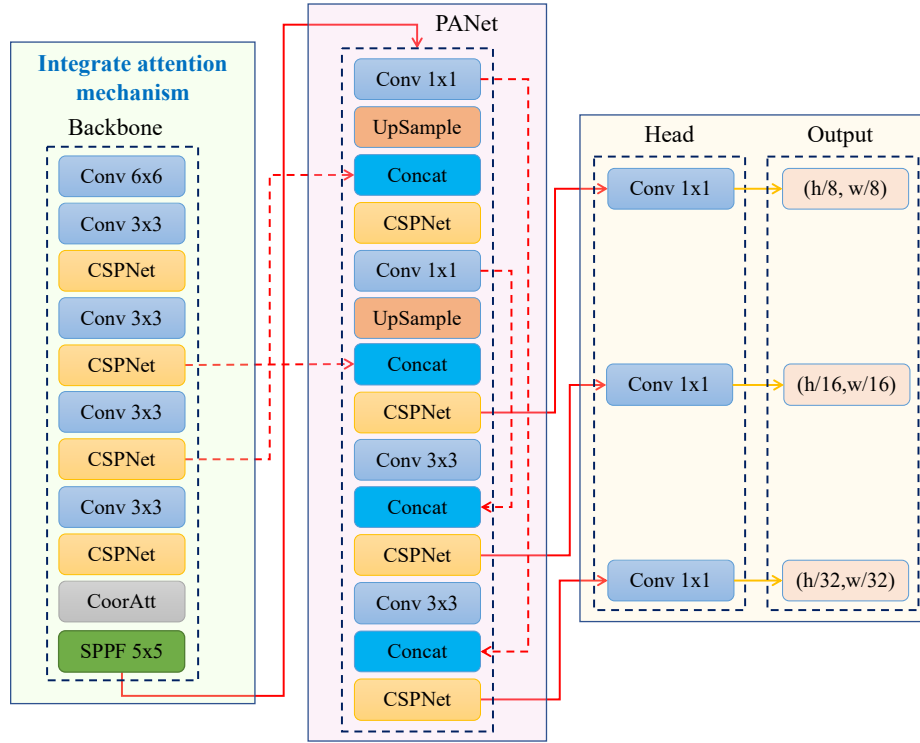 Integrate attention
mechanism
Backbone
Conv 6x6
Conv 3x3
CSPNet
Conv 3x3
CSPNet
Conv 3x3
CSPNet
Conv 3x3
CSPNet
CoorAtt
SPPF 5x5
PANet
Conv 1x1
UpSample
Concat
CSPNet
Conv 1x1
UpSample
Concat
CSPNet
Conv 3x3
Concat
CSPNet
Conv 3x3
Concat
CSPNet
Head
Conv 1x1
Conv 1x1
Conv 1x1
Output
(h/8, w/8)
(h/16,w/16)
(h/32,w/32)